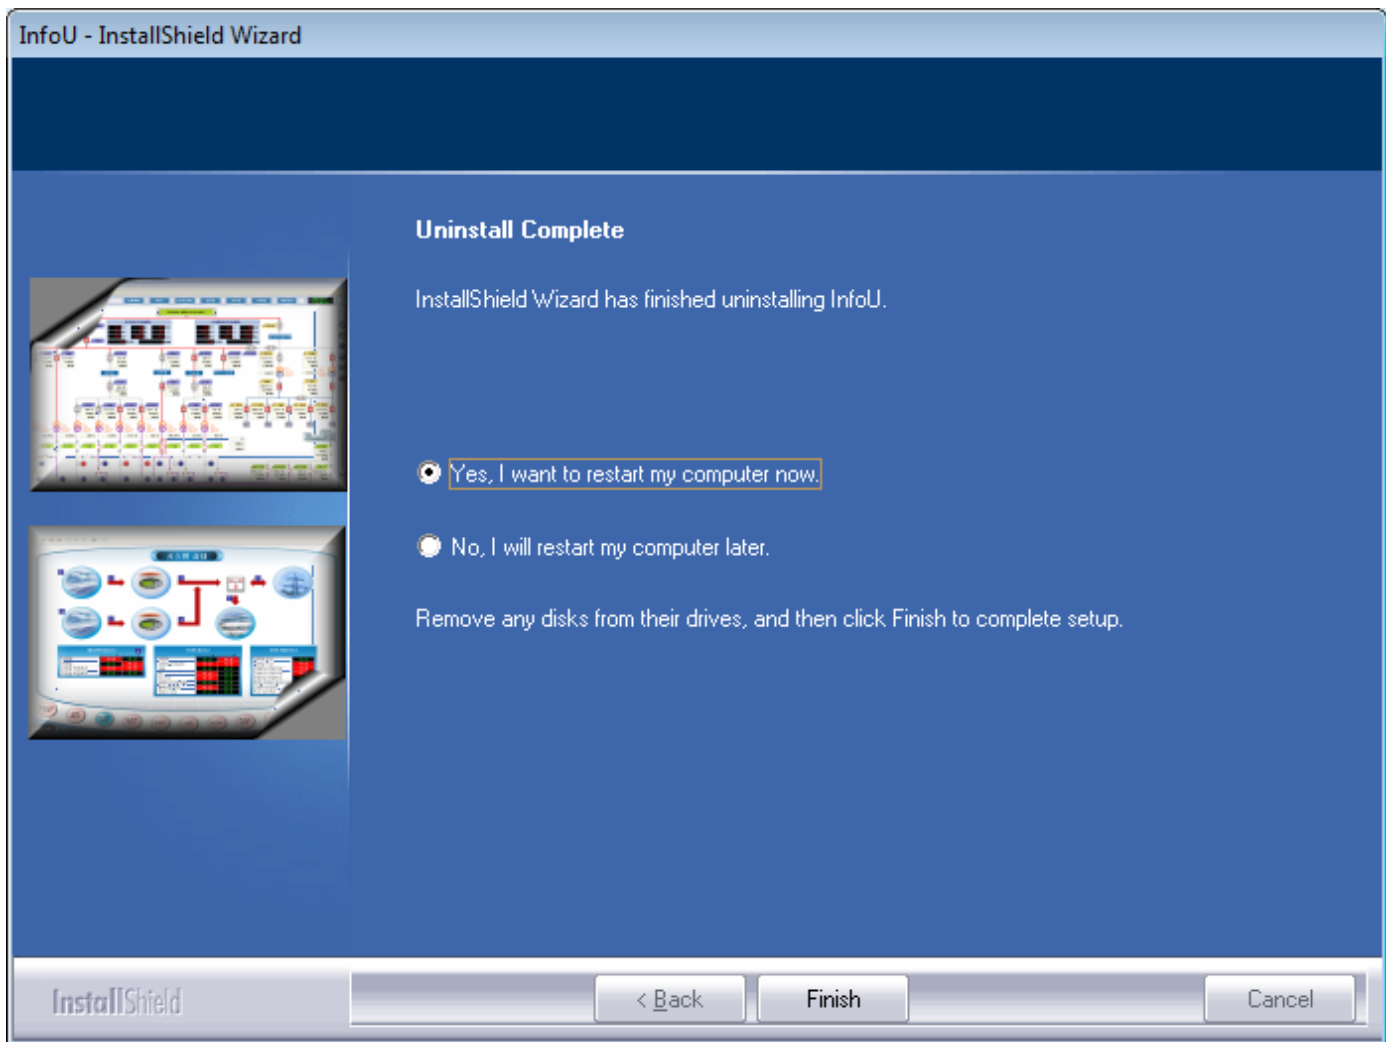 InfoU - InstallShield Wizard
Uninstall Complete
InstallShield Wizard has finished uninstalling InfoU.
Yes, I want to restart my computer now.
No, I will restart my computer later.
Remove any disks from their drives, and then click Finish to complete setup.
InstallShield
< Back
Finish
Cancel